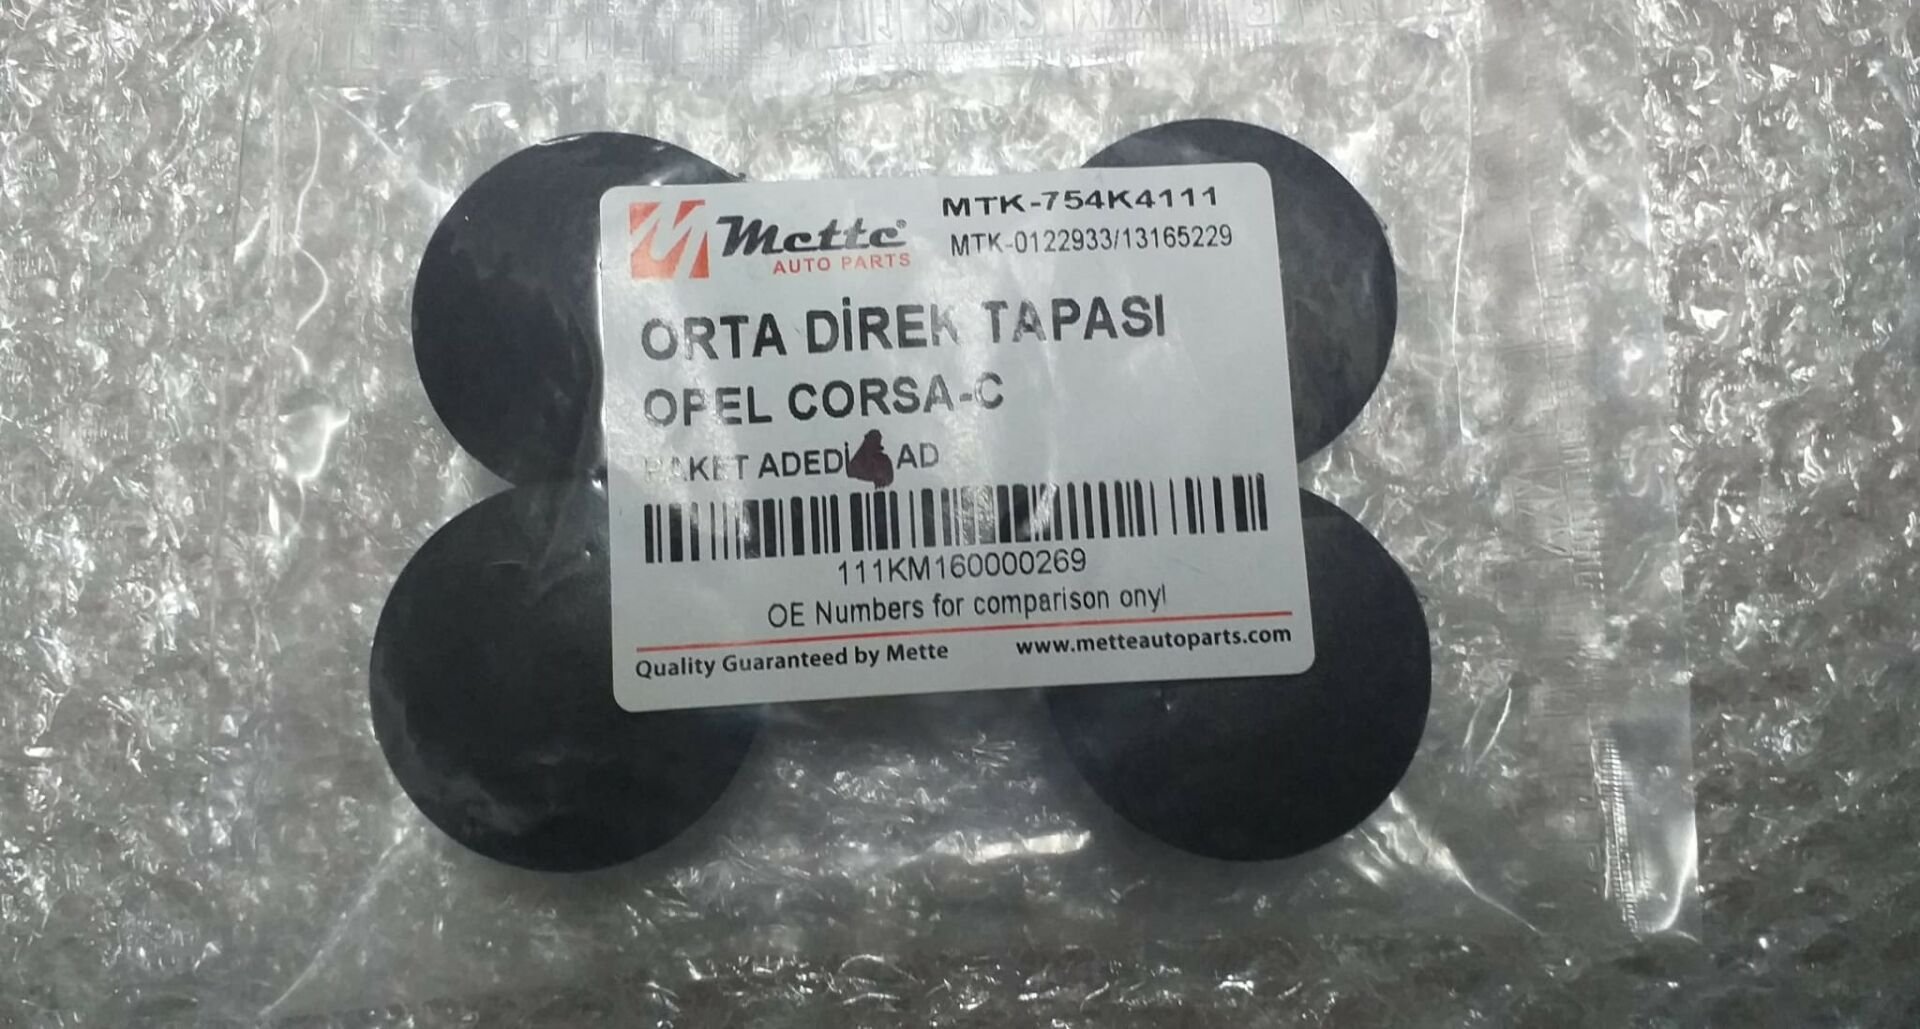 Mette®
AUTO PARTS
MTK-754K4111
MTK-0122933/13165229
ORTA DİREK TAPASI
OPEL CORSA-C
PAKET ADEDİ AD
111KM160000269
OE Numbers for comparison onyl
Quality Guaranteed by Mette
www.metteautoparts.com